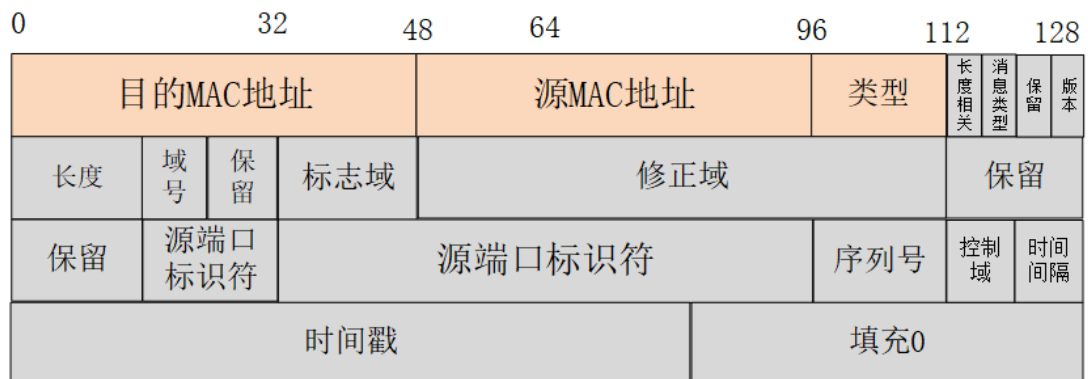 0 32 48 64 96 112 128
目的MAC地址 源MAC地址 类型 长度相关 消息类型 保留 版本
长度 域号 保留 标志域 修正域 保留
保留 源端口标识符 源端口标识符 序列号 控制域 时间间隔
时间戳 填充0